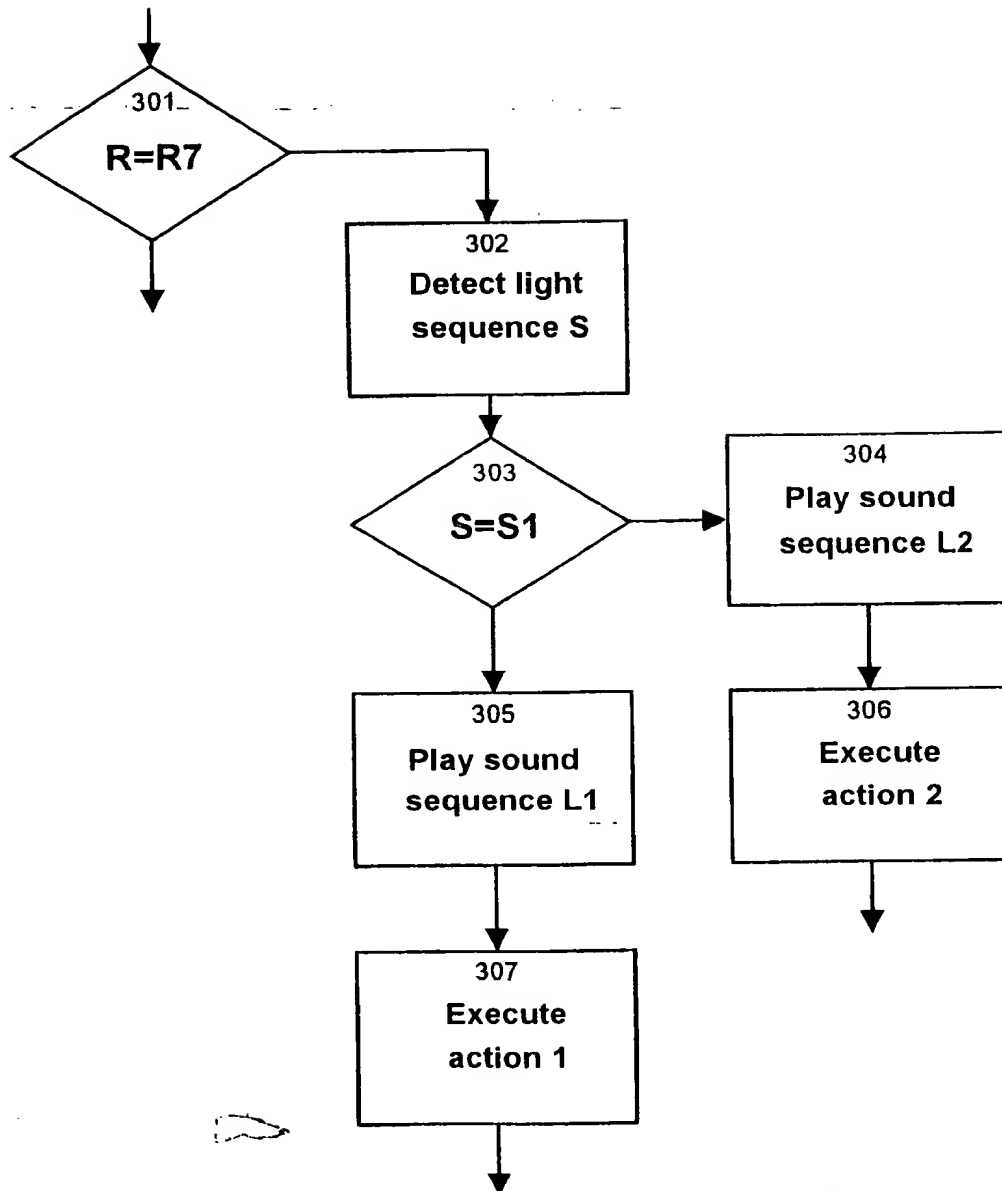 301
R=R7
302
Detect light
sequence S
303
S=S1
304
Play sound
sequence L2
305
Play sound
sequence L1
306
Execute
action 2
307
Execute
action 1